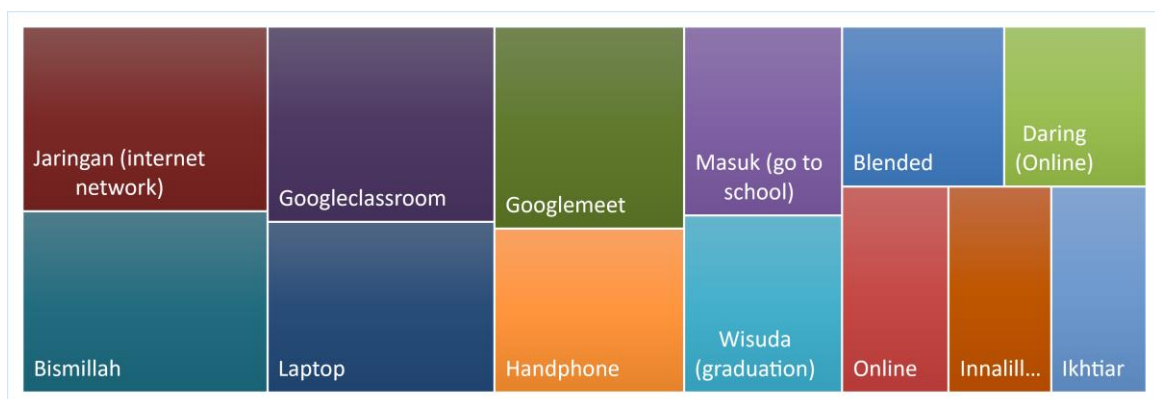 Jaringan (internet
network)
Bismillah
Googleclassroom
Laptop
Googlemeet
Handphone
Masuk (go to
school)
Wisuda
(graduation)
Blended
Daring
(Online)
Online
Innalill...
Ikhtiar